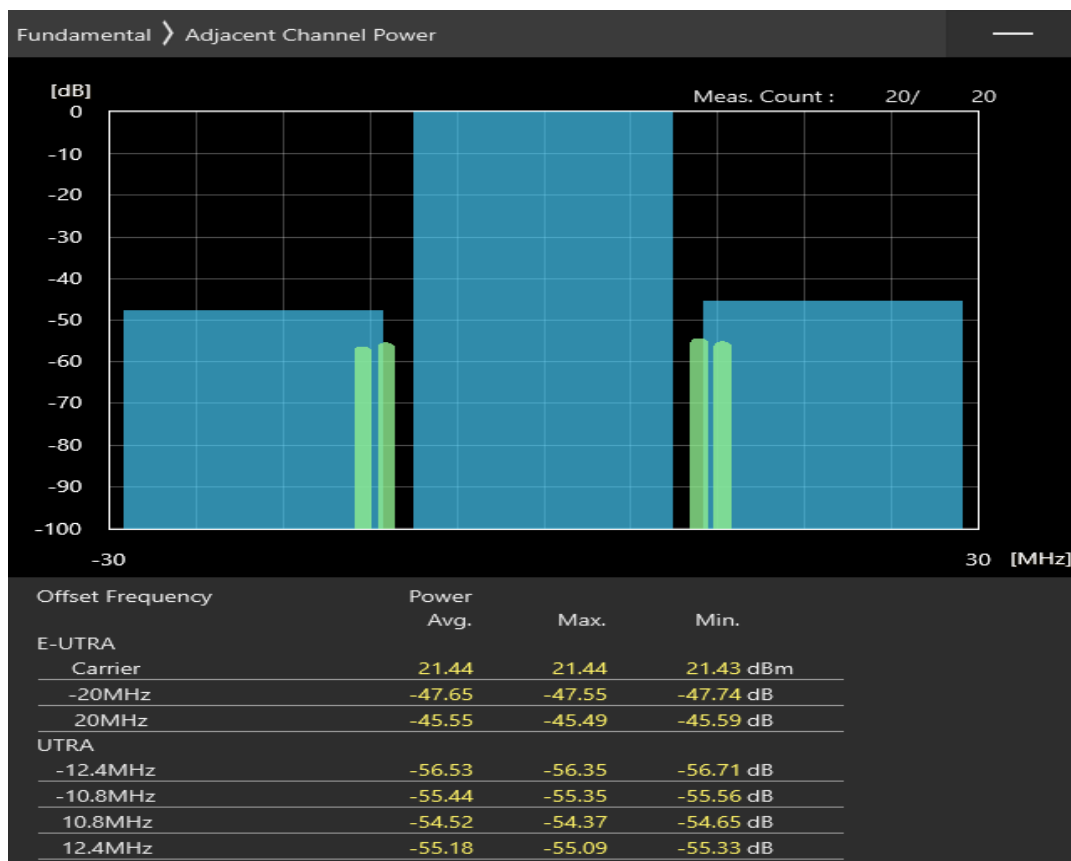 Fundamental ❯ Adjacent Channel Power
[dB]
Meas. Count : 20/ 20
0
-10
-20
-30
-40
-50
-60
-70
-80
-90
-100
-30 30 [MHz]
Offset Frequency Power
Avg. Max. Min.
E-UTRA
Carrier 21.44 21.44 21.43 dBm
-20MHz -47.65 -47.55 -47.74 dB
20MHz -45.55 -45.49 -45.59 dB
UTRA
-12.4MHz -56.53 -56.35 -56.71 dB
-10.8MHz -55.44 -55.35 -55.56 dB
10.8MHz -54.52 -54.37 -54.65 dB
12.4MHz -55.18 -55.09 -55.33 dB